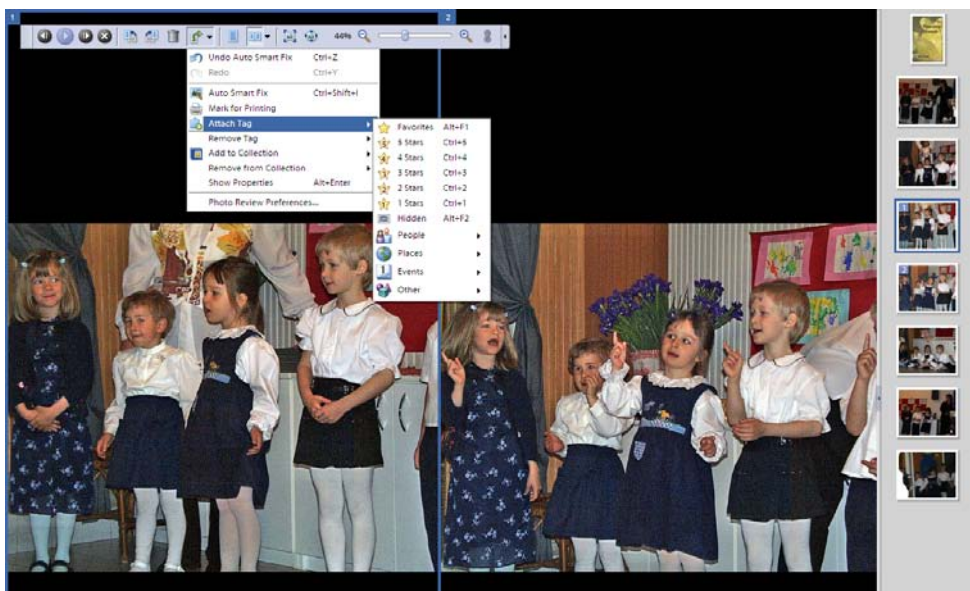 1
2
44%
Undo Auto Smart Fix Ctrl+Z
Redo Ctrl+Y
Auto Smart Fix Ctrl+Shift+I
Mark for Printing
Attach Tag
Remove Tag
Add to Collection
Remove from Collection
Show Properties Alt+Enter
Photo Review Preferences...
Favorites Alt+F1
5 Stars Ctrl+5
4 Stars Ctrl+4
3 Stars Ctrl+3
2 Stars Ctrl+2
1 Stars Ctrl+1
Hidden Alt+F2
People
Places
Events
Other
1
2